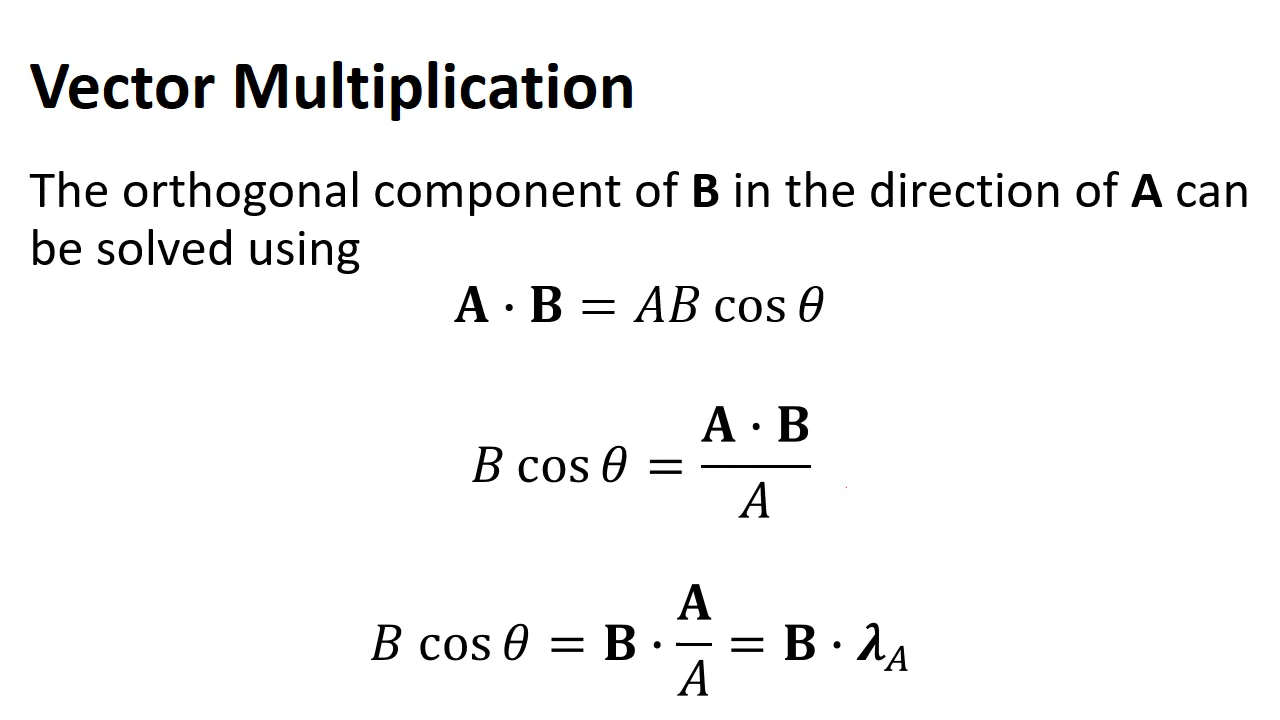 Vector Multiplication
The orthogonal component of B in the direction of A can
be solved using
A · B = AB cos θ
B cos θ = A · B / A
B cos θ = B · A / A = B · λ_A